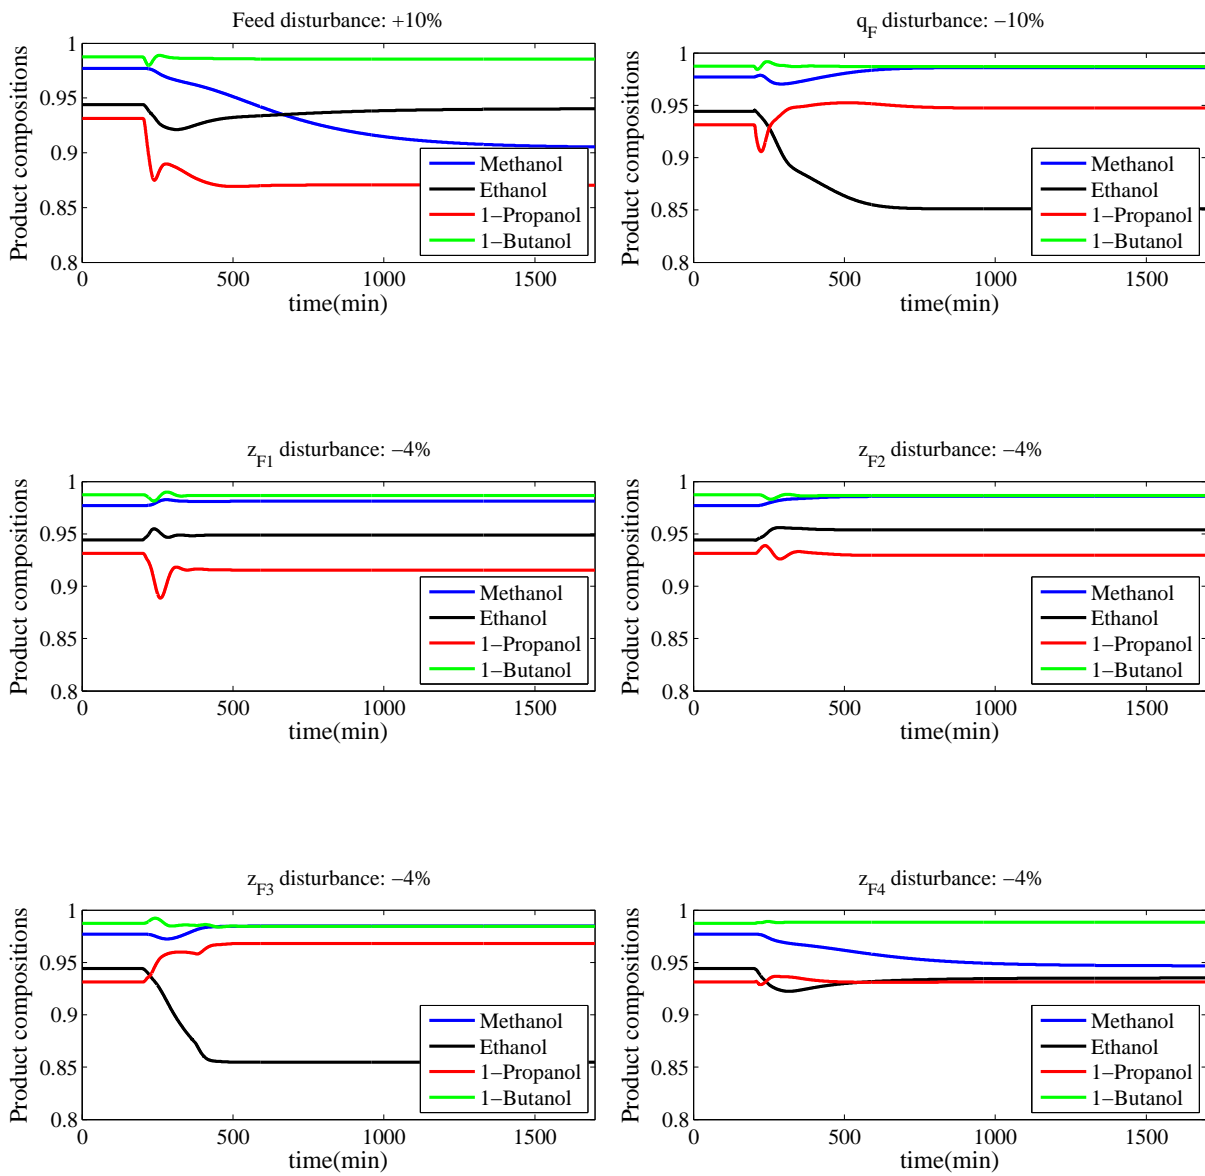 Feed disturbance: +10%
Product compositions
1
0.95
0.9
0.85
0.8
Methanol
Ethanol
1−Propanol
1−Butanol
0 500 1000 1500
time(min)
q_F disturbance: −10%
Product compositions
1
0.95
0.9
0.85
0.8
Methanol
Ethanol
1−Propanol
1−Butanol
0 500 1000 1500
time(min)
z_F1 disturbance: −4%
Product compositions
1
0.95
0.9
0.85
0.8
Methanol
Ethanol
1−Propanol
1−Butanol
0 500 1000 1500
time(min)
z_F2 disturbance: −4%
Product compositions
1
0.95
0.9
0.85
0.8
Methanol
Ethanol
1−Propanol
1−Butanol
0 500 1000 1500
time(min)
z_F3 disturbance: −4%
Product compositions
1
0.95
0.9
0.85
0.8
Methanol
Ethanol
1−Propanol
1−Butanol
0 500 1000 1500
time(min)
z_F4 disturbance: −4%
Product compositions
1
0.95
0.9
0.85
0.8
Methanol
Ethanol
1−Propanol
1−Butanol
0 500 1000 1500
time(min)